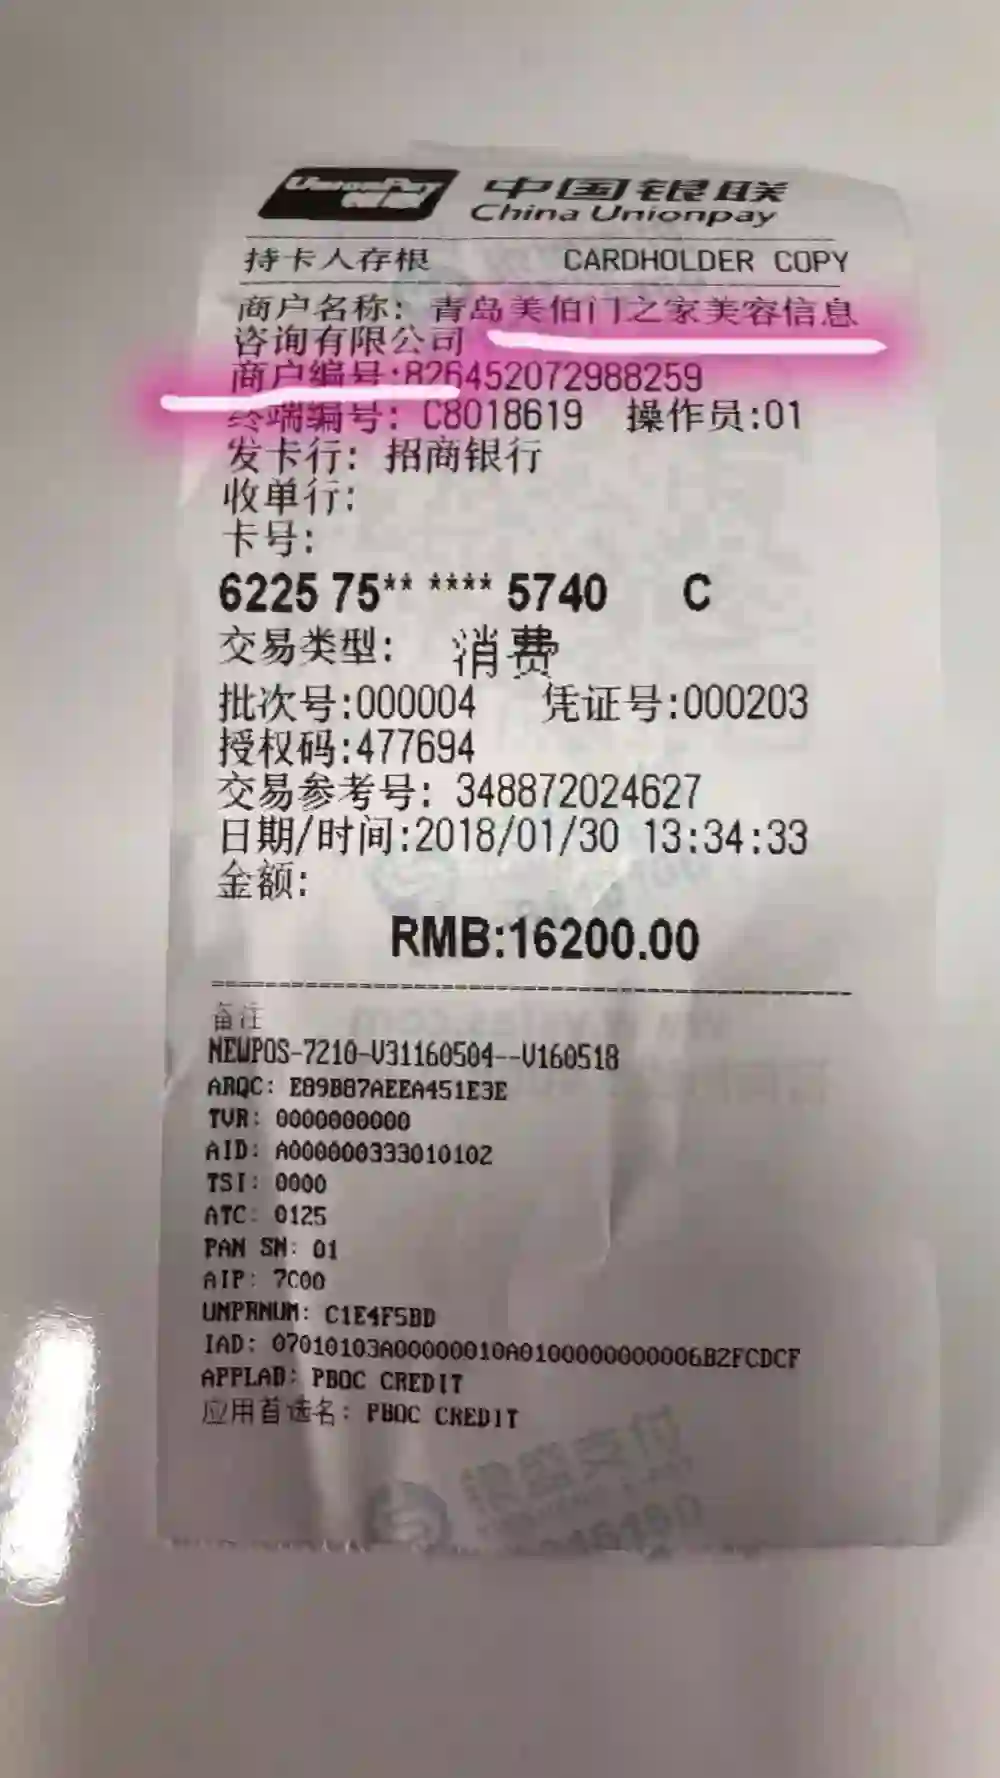 UnionPay
银联
中国银联
China Unionpay
持卡人存根 CARDHOLDER COPY
商户名称: 青岛美伯门之家美容信息
咨询有限公司
商户编号:826452072988259
终端编号: C8018619 操作员:01
发卡行: 招商银行
收单行:
卡号:
6225 75** **** 5740 C
交易类型: 消费
批次号:000004 凭证号:000203
授权码:477694
交易参考号: 348872024627
日期/时间:2018/01/30 13:34:33
金额:
RMB:16200.00
备注
NEWPOS-7210-V31160504--V160518
ARQC: E89B87AEEA451E3E
TVR: 0000000000
AID: A000000333010102
TSI: 0000
ATC: 0125
PAN SN: 01
AIP: 7C00
UNPRNUM: C1E4F5BD
IAD: 07010103A00000010A0100000000006B2FCDCF
APPLAB: PBOC CREDIT
应用首选名: PBOC CREDIT